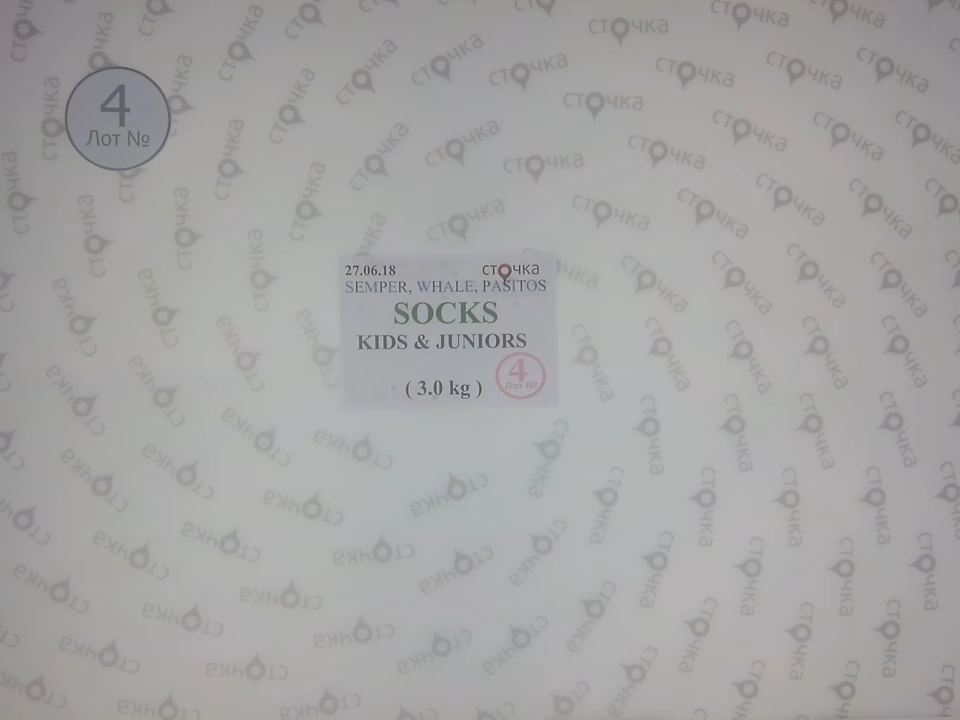 4
Лот №
27.06.18 сточка
SEMPER, WHALE, PASITOS
SOCKS
KIDS & JUNIORS
( 3.0 kg )
4
Лот №